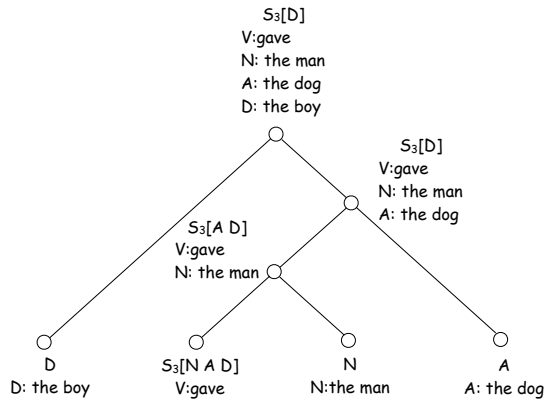 S₃[D]
V:gave
N: the man
A: the dog
D: the boy
S₃[D]
V:gave
N: the man
A: the dog
S₃[A D]
V:gave
N: the man
D
D: the boy
S₃[N A D]
V:gave
N
N:the man
A
A: the dog